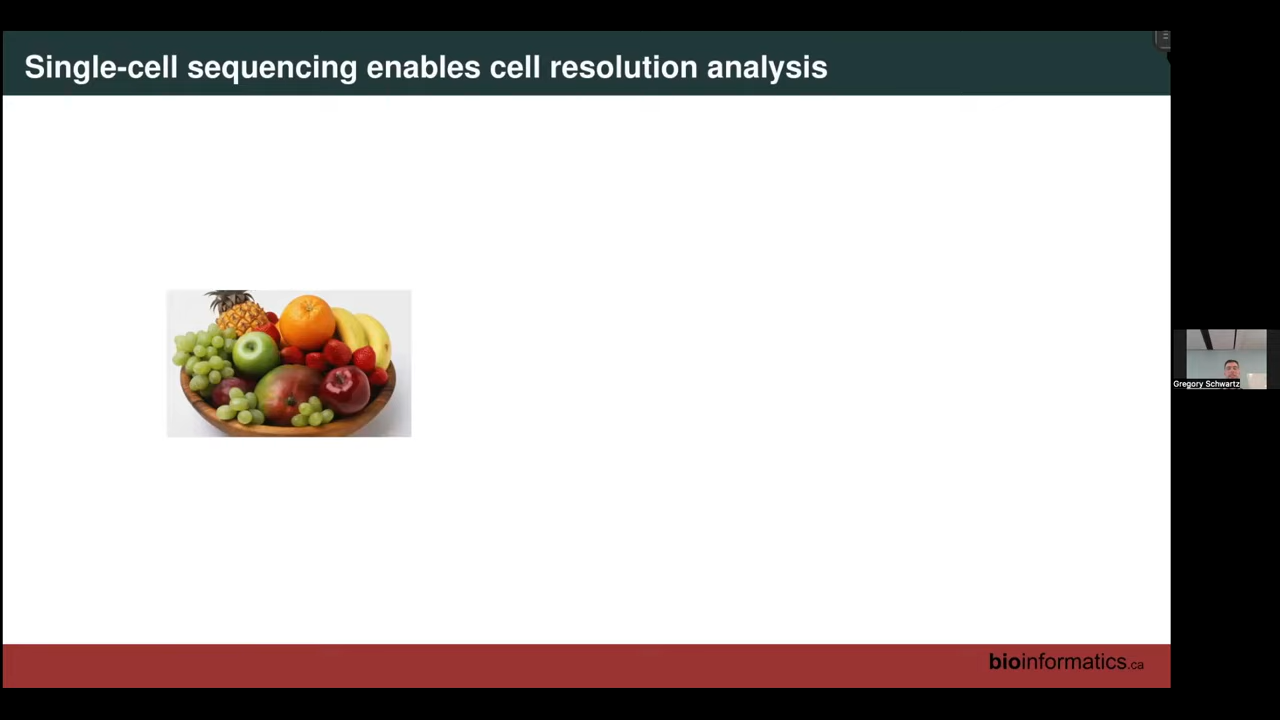 Single-cell sequencing enables cell resolution analysis
Gregory Schwartz
bioinformatics.ca